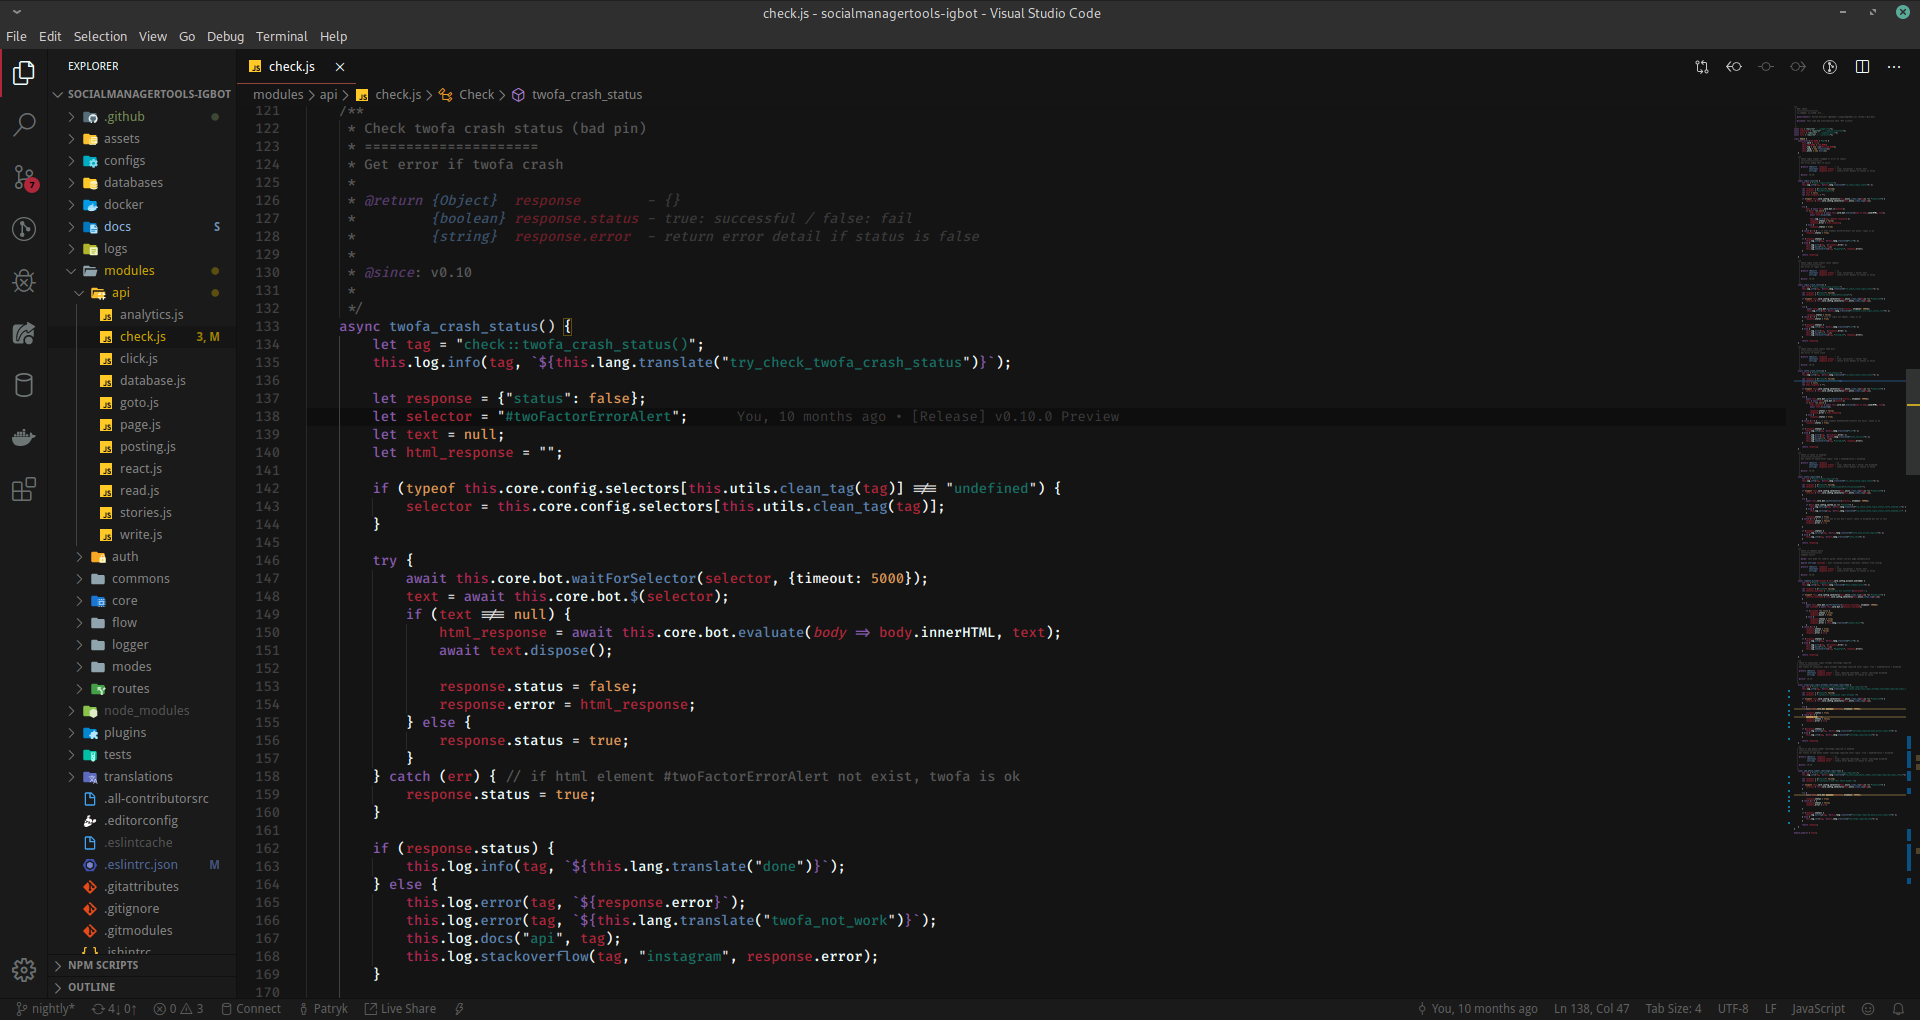 check.js - socialmanagertools-igbot - Visual Studio Code
File Edit Selection View Go Debug Terminal Help
EXPLORER
SOCIALMANAGERTOOLS-IGBOT
.github
assets
configs
databases
docker
docs S
logs
modules
api
analytics.js
check.js 3, M
click.js
database.js
goto.js
page.js
posting.js
react.js
read.js
stories.js
write.js
auth
commons
core
flow
logger
modes
routes
node_modules
plugins
tests
translations
.all-contributorsrc
.editorconfig
.eslintcache
.eslintrc.json M
.gitattributes
.gitignore
.gitmodules
.jshintrc
NPM SCRIPTS
OUTLINE
7
check.js
modules > api > check.js > Check > twofa_crash_status
121 /**
122 * Check twofa crash status (bad pin)
123 * =====================
124 * Get error if twofa crash
125 *
126 * @return {Object} response - {}
127 * {boolean} response.status - true: successful / false: fail
128 * {string} response.error - return error detail if status is false
129 *
130 * @since: v0.10
131 *
132 */
133 async twofa_crash_status() {
134 let tag = "check::twofa_crash_status()";
135 this.log.info(tag, `${this.lang.translate("try_check_twofa_crash_status")}`);
136
137 let response = {"status": false};
138 let selector = "#twoFactorErrorAlert"; You, 10 months ago • [Release] v0.10.0 Preview
139 let text = null;
140 let html_response = "";
141
142 if (typeof this.core.config.selectors[this.utils.clean_tag(tag)] !== "undefined") {
143 selector = this.core.config.selectors[this.utils.clean_tag(tag)];
144 }
145
146 try {
147 await this.core.bot.waitForSelector(selector, {timeout: 5000});
148 text = await this.core.bot.$(selector);
149 if (text !== null) {
150 html_response = await this.core.bot.evaluate(body => body.innerHTML, text);
151 await text.dispose();
152
153 response.status = false;
154 response.error = html_response;
155 } else {
156 response.status = true;
157 }
158 } catch (err) { // if html element #twoFactorErrorAlert not exist, twofa is ok
159 response.status = true;
160 }
161
162 if (response.status) {
163 this.log.info(tag, `${this.lang.translate("done")}`);
164 } else {
165 this.log.error(tag, `${response.error}`);
166 this.log.error(tag, `${this.lang.translate("twofa_not_work")}`);
167 this.log.docs("api", tag);
168 this.log.stackoverflow(tag, "instagram", response.error);
169 }
170
nightly* 4↓ 0↑ 0 3 Connect Patryk Live Share You, 10 months ago Ln 138, Col 47 Tab Size: 4 UTF-8 LF JavaScript